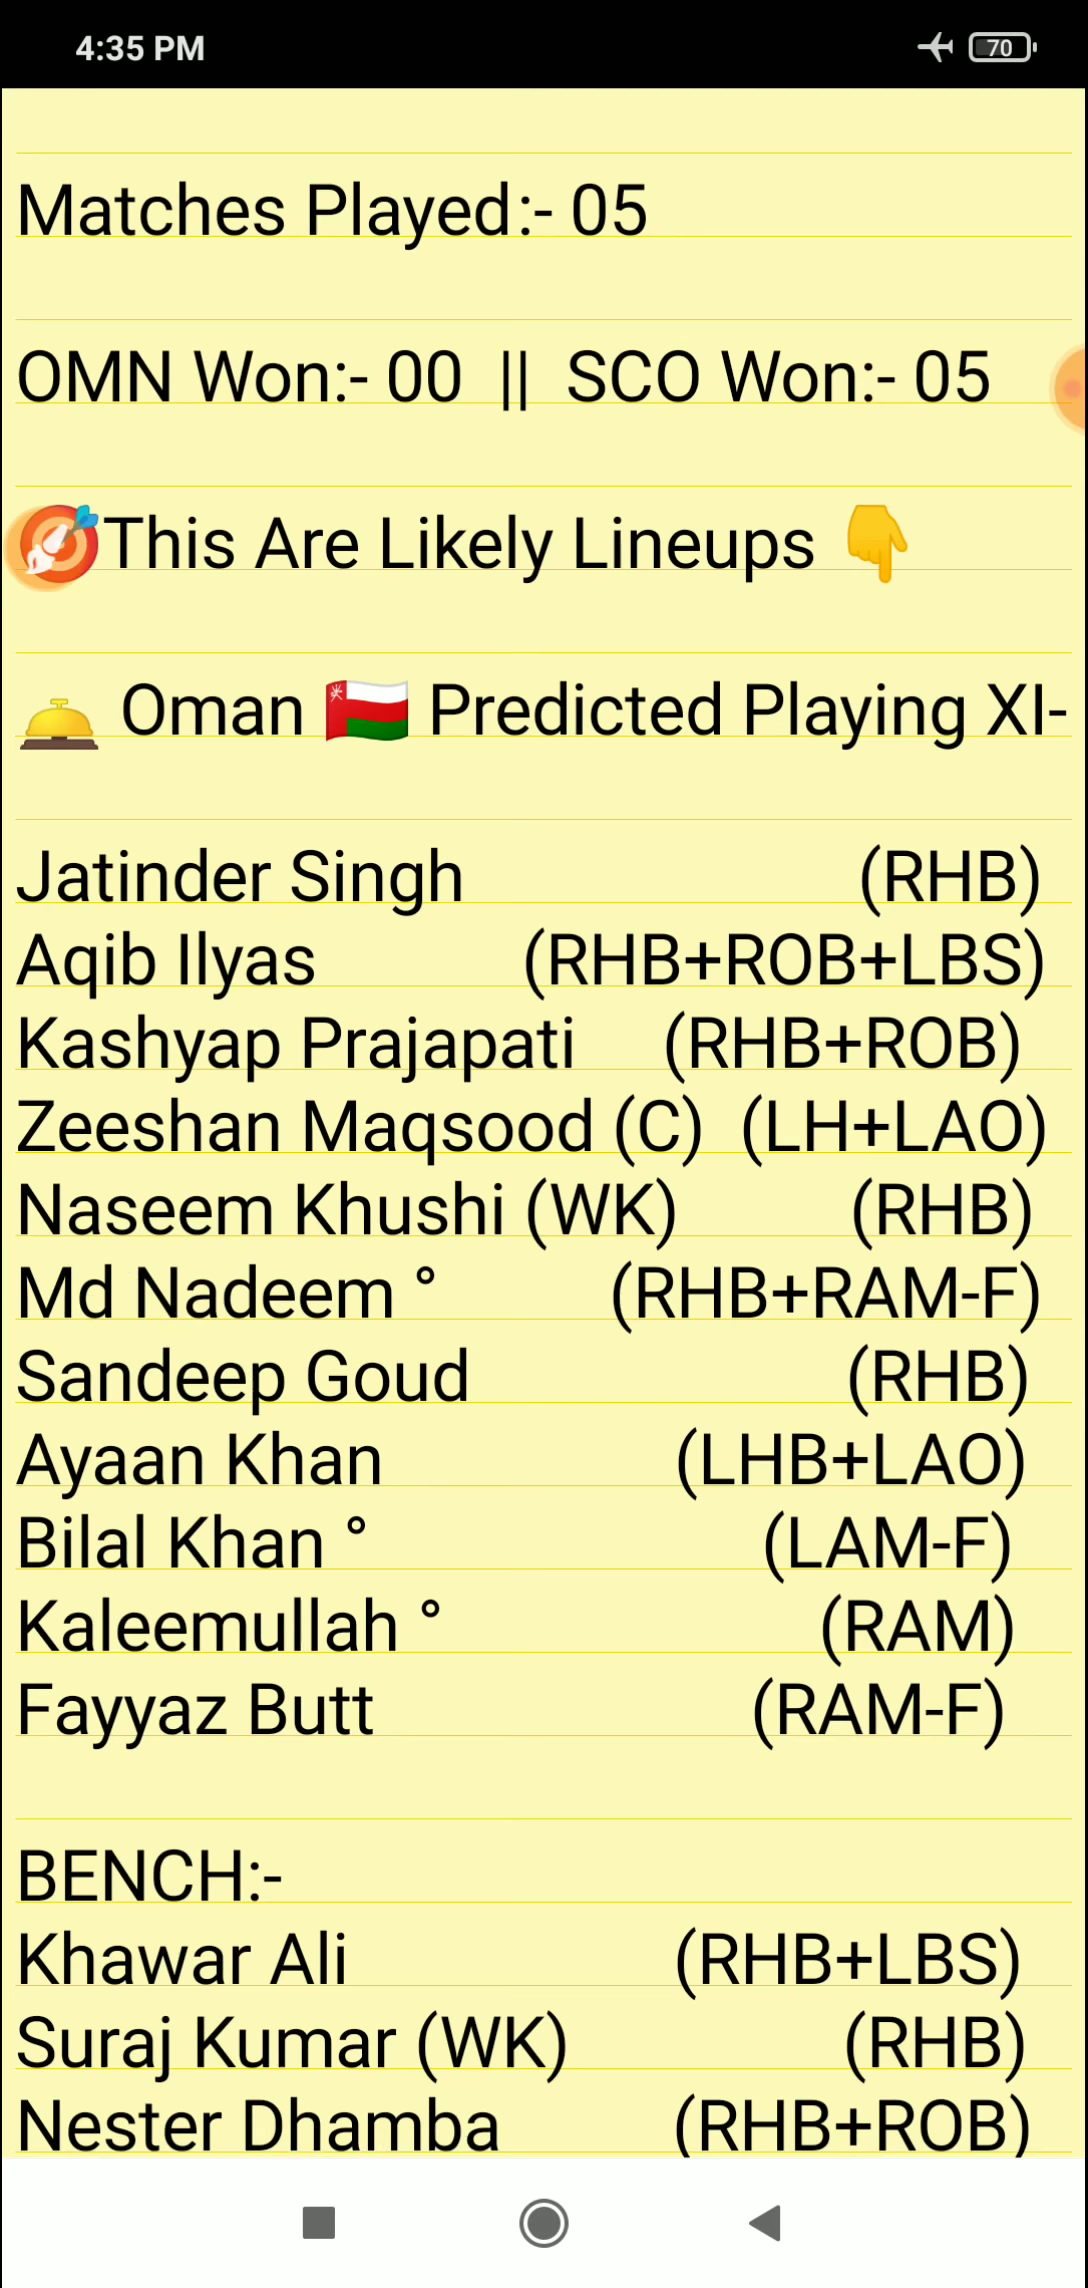 4:35 PM 70
Matches Played:- 05
OMN Won:- 00 || SCO Won:- 05
🎯This Are Likely Lineups 👇
🛎️ Oman 🇴🇲 Predicted Playing XI-
Jatinder Singh (RHB)
Aqib Ilyas (RHB+ROB+LBS)
Kashyap Prajapati (RHB+ROB)
Zeeshan Maqsood (C) (LH+LAO)
Naseem Khushi (WK) (RHB)
Md Nadeem ° (RHB+RAM-F)
Sandeep Goud (RHB)
Ayaan Khan (LHB+LAO)
Bilal Khan ° (LAM-F)
Kaleemullah ° (RAM)
Fayyaz Butt (RAM-F)
BENCH:-
Khawar Ali (RHB+LBS)
Suraj Kumar (WK) (RHB)
Nester Dhamba (RHB+ROB)